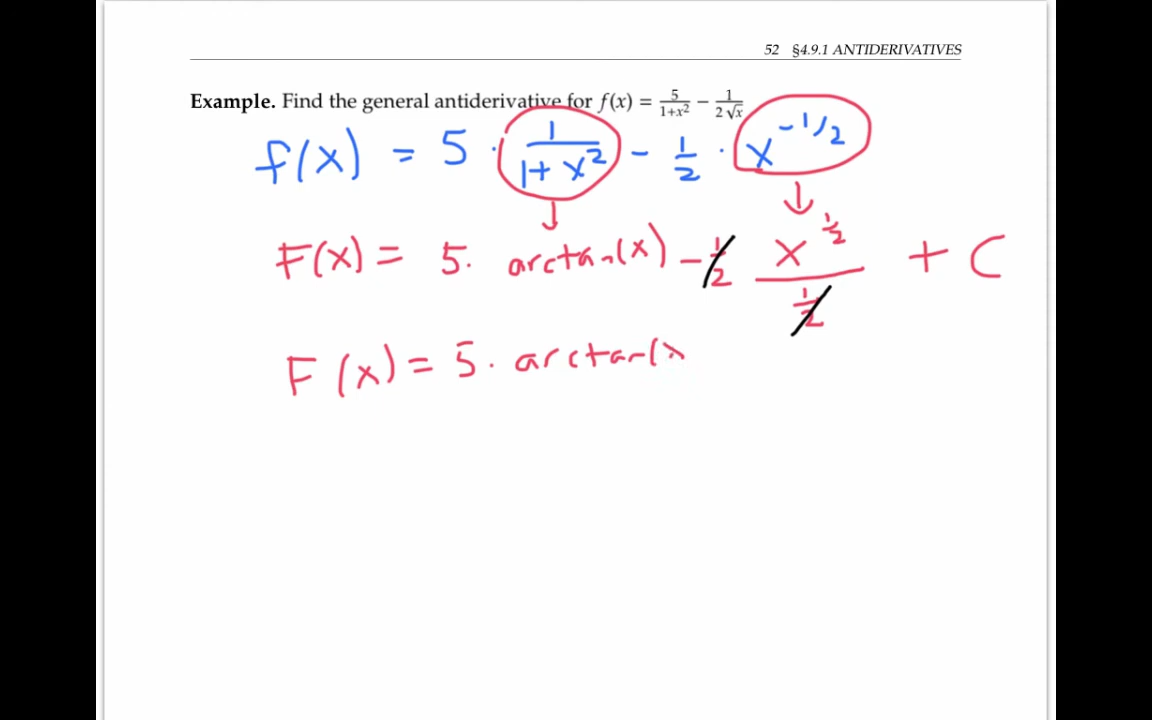 52 §4.9.1 ANTIDERIVATIVES
Example. Find the general antiderivative for f(x) = 5/(1+x²) − 1/(2√x)
f(x) = 5 · 1/(1+x²) − 1/2 · x^(-1/2)
↓ ↓
F(x) = 5. arctan(x) − 1/2 x^(1/2)/(1/2) + C
F(x) = 5. arctan(x